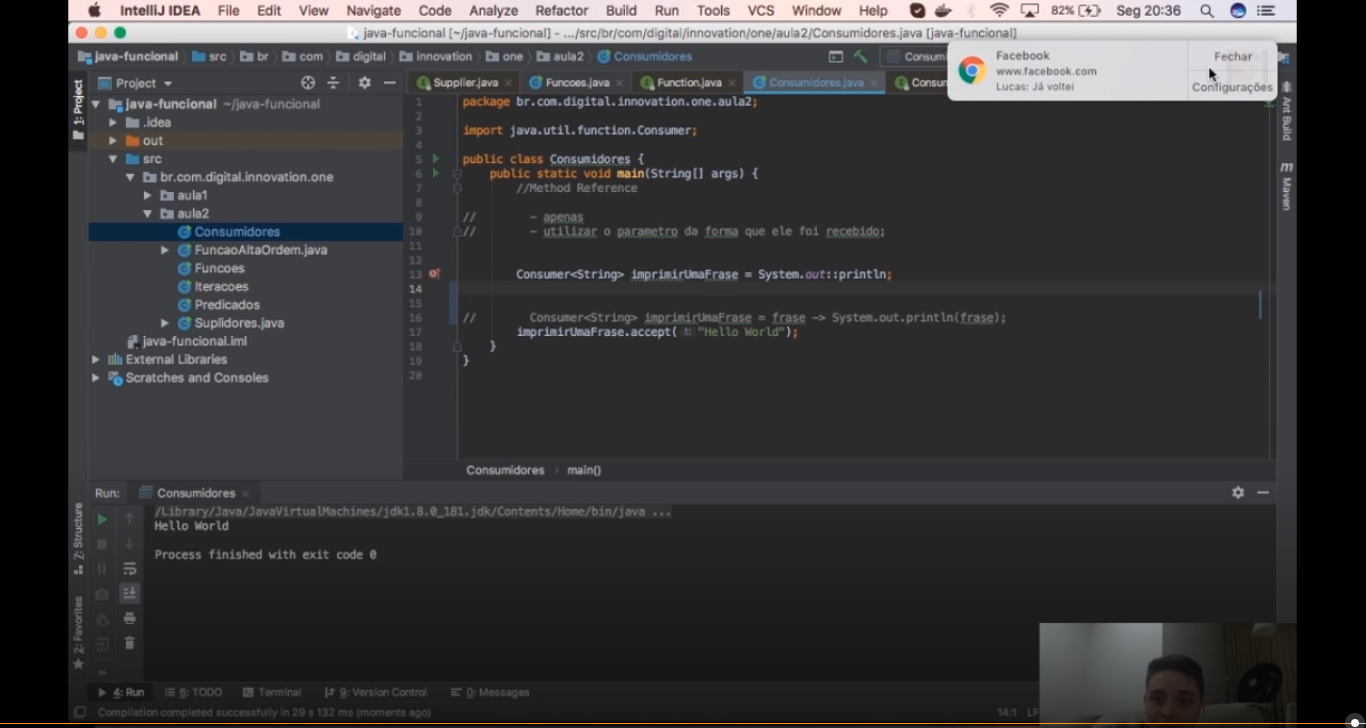 IntelliJ IDEA File Edit View Navigate Code Analyze Refactor Build Run Tools VCS Window Help 82% Seg 20:36
java-funcional [~/java-funcional] - .../src/br/com/digital/innovation/one/aula2/Consumidores.java [java-funcional]
java-funcional src br com digital innovation one aula2 Consumidores Consumi
Facebook
www.facebook.com
Lucas: Já voltei
Fechar
Configurações
1: Project
Project
Supplier.java Funcoes.java Function.java Consumidores.java Consum
java-funcional ~/java-funcional
.idea
out
src
br.com.digital.innovation.one
aula1
aula2
Consumidores
FuncaoAltaOrdem.java
Funcoes
Iteracoes
Predicados
Suplidores.java
java-funcional.iml
External Libraries
Scratches and Consoles
1 package br.com.digital.innovation.one.aula2;
2
3 import java.util.function.Consumer;
4
5 public class Consumidores {
6 public static void main(String[] args) {
7 //Method Reference
8
9 // - apenas
10 // - utilizar o parametro da forma que ele foi recebido;
11
12
13 Consumer<String> imprimirUmaFrase = System.out::println;
14
15
16 // Consumer<String> imprimirUmaFrase = frase -> System.out.println(frase);
17 imprimirUmaFrase.accept( t: "Hello World");
18 }
19 }
20
Consumidores › main()
Ant Build
m Maven
Run: Consumidores
/Library/Java/JavaVirtualMachines/jdk1.8.0_181.jdk/Contents/Home/bin/java ...
Hello World
Process finished with exit code 0
Z: Structure
2: Favorites
4: Run 6: TODO Terminal 9: Version Control 0: Messages
Compilation completed successfully in 29 s 132 ms (moments ago) 14:1 LF